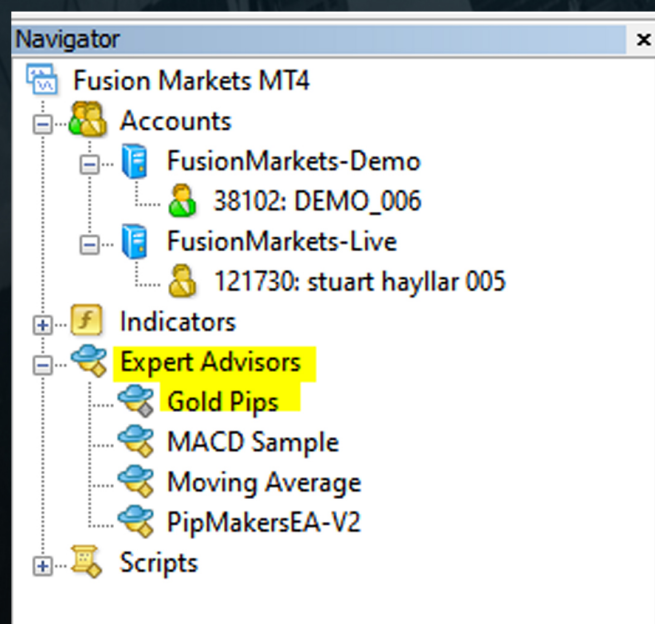 Navigator
Fusion Markets MT4
Accounts
FusionMarkets-Demo
38102: DEMO_006
FusionMarkets-Live
121730: stuart hayllar 005
Indicators
Expert Advisors
Gold Pips
MACD Sample
Moving Average
PipMakersEA-V2
Scripts